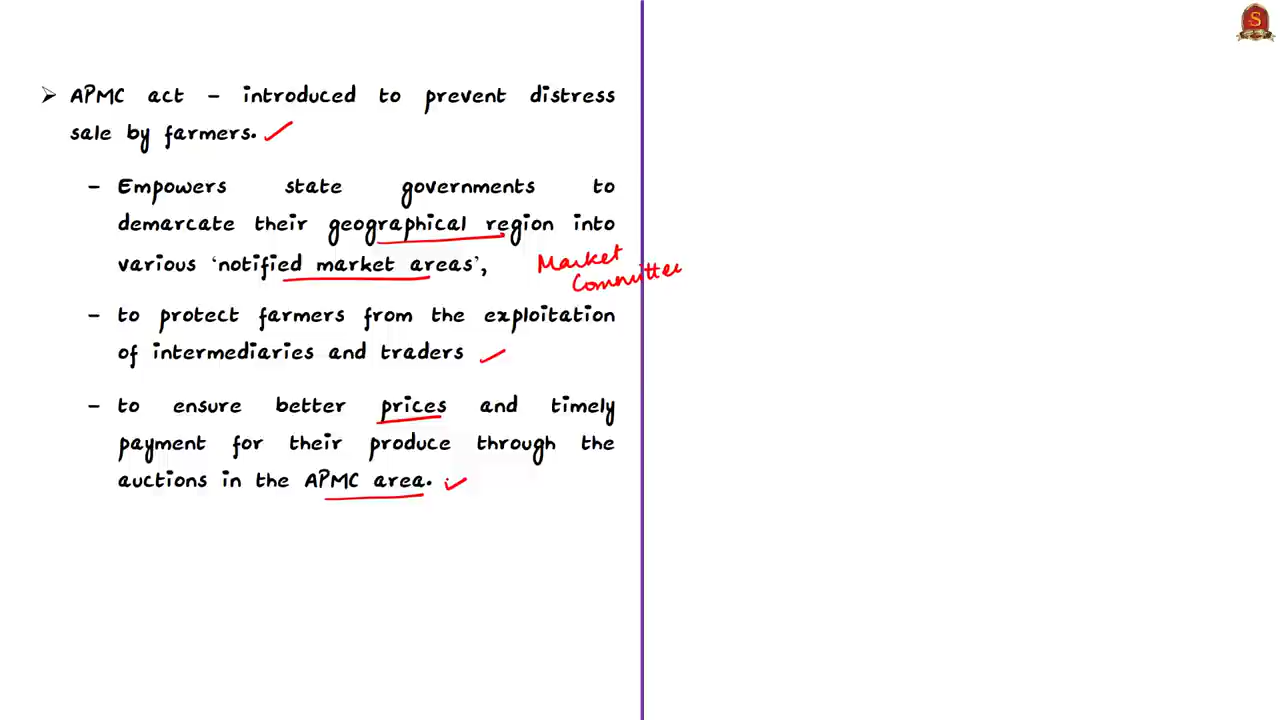 ➤ APMC act - introduced to prevent distress
sale by farmers.
- Empowers state governments to
demarcate their geographical region into
various 'notified market areas',
Market
Committee
- to protect farmers from the exploitation
of intermediaries and traders
- to ensure better prices and timely
payment for their produce through the
auctions in the APMC area.
S